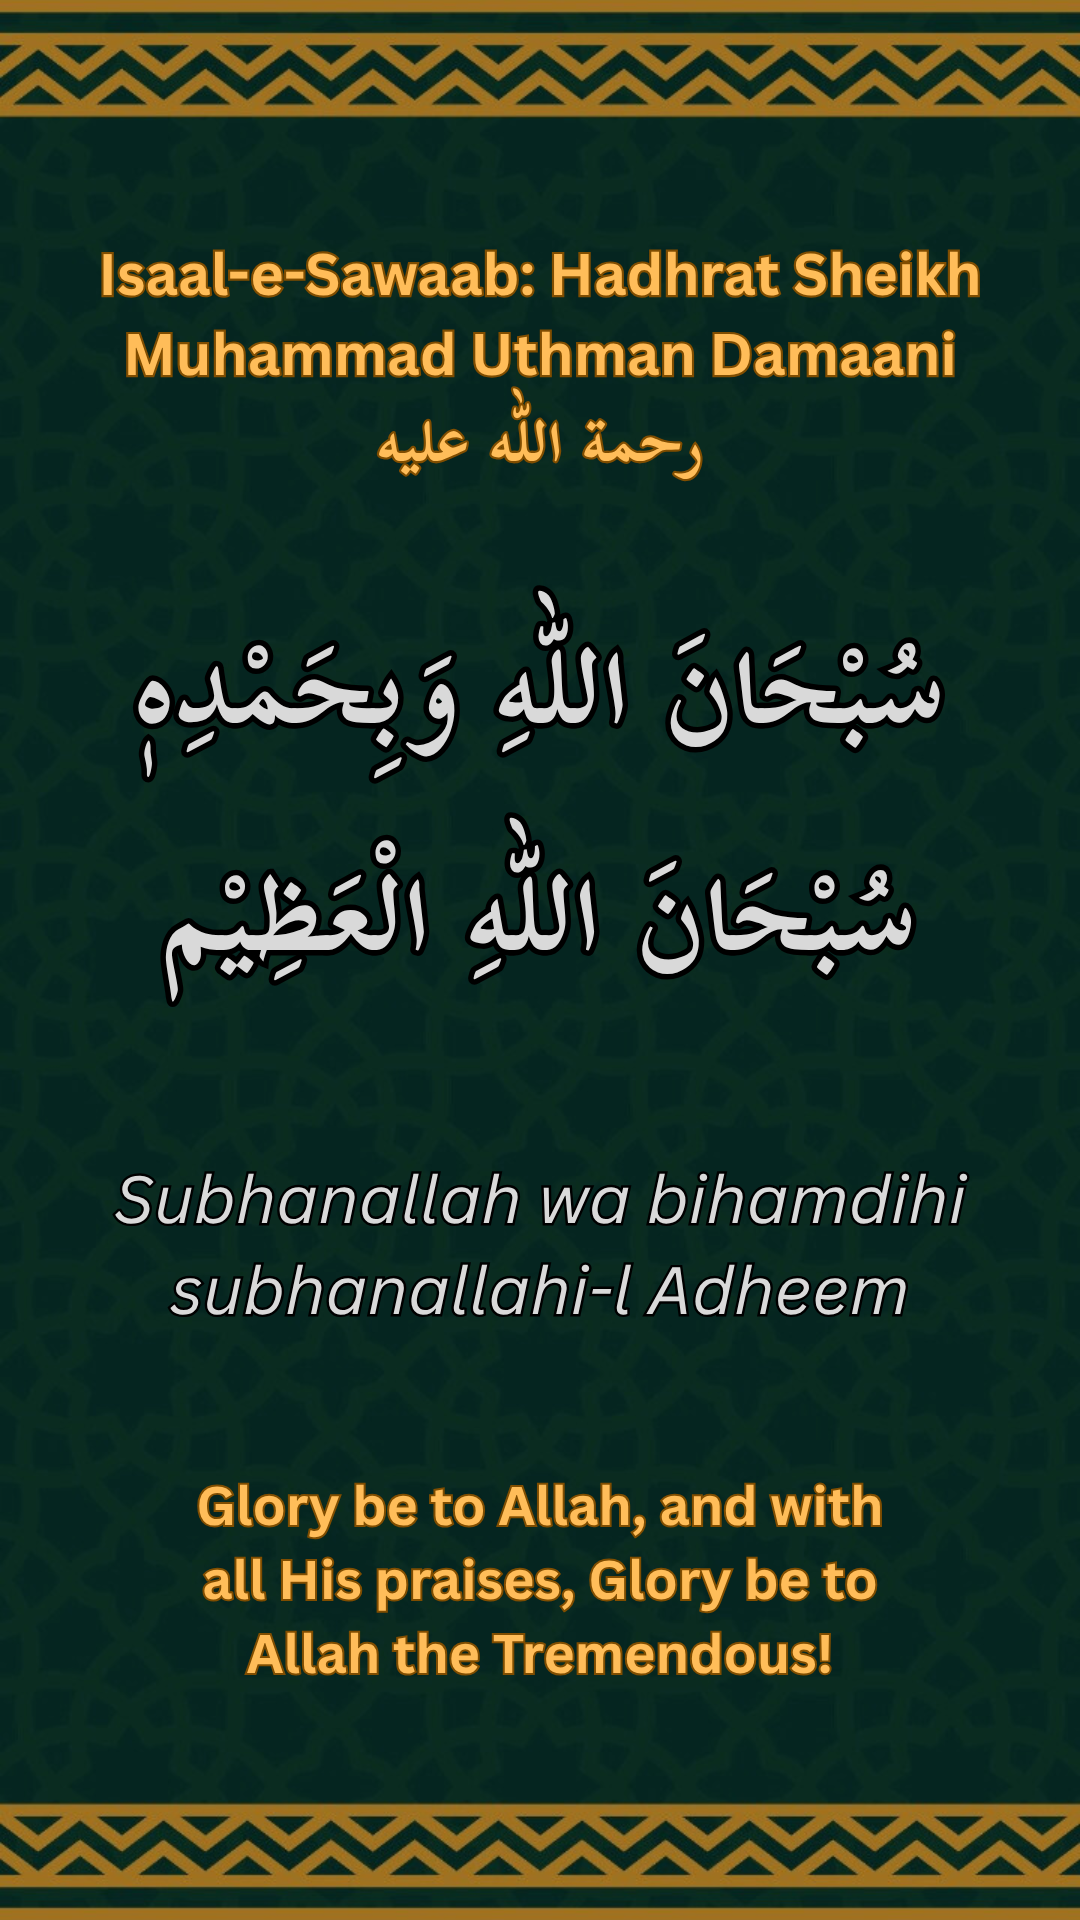 Isaal-e-Sawaab: Hadhrat Sheikh
Muhammad Uthman Damaani
رحمة الله عليه
سُبْحَانَ اللّٰهِ وَبِحَمْدِهٖ
سُبْحَانَ اللّٰهِ الْعَظِيْم
Subhanallah wa bihamdihi
subhanallahi-l Adheem
Glory be to Allah, and with
all His praises, Glory be to
Allah the Tremendous!